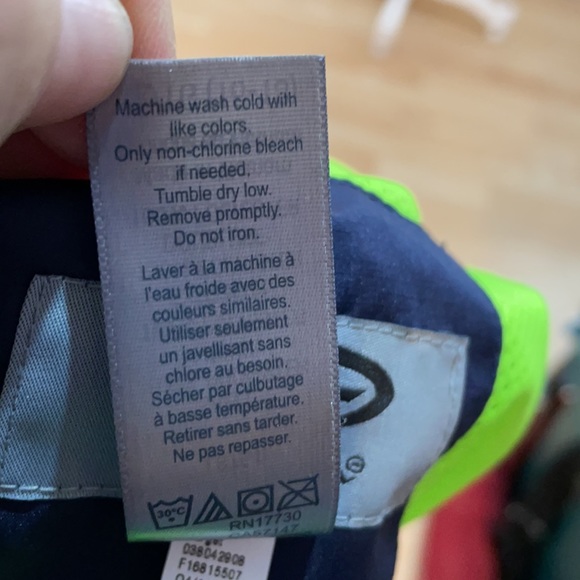 Machine wash cold with
like colors.
Only non-chlorine bleach
if needed.
Tumble dry low.
Remove promptly.
Do not iron.
Laver à la machine à
l'eau froide avec des
couleurs similaires.
Utiliser seulement
un javellisant sans
chlore au besoin.
Sécher par culbutage
à basse température.
Retirer sans tarder.
Ne pas repasser.
30°C
RN17730
038042908
F16815507